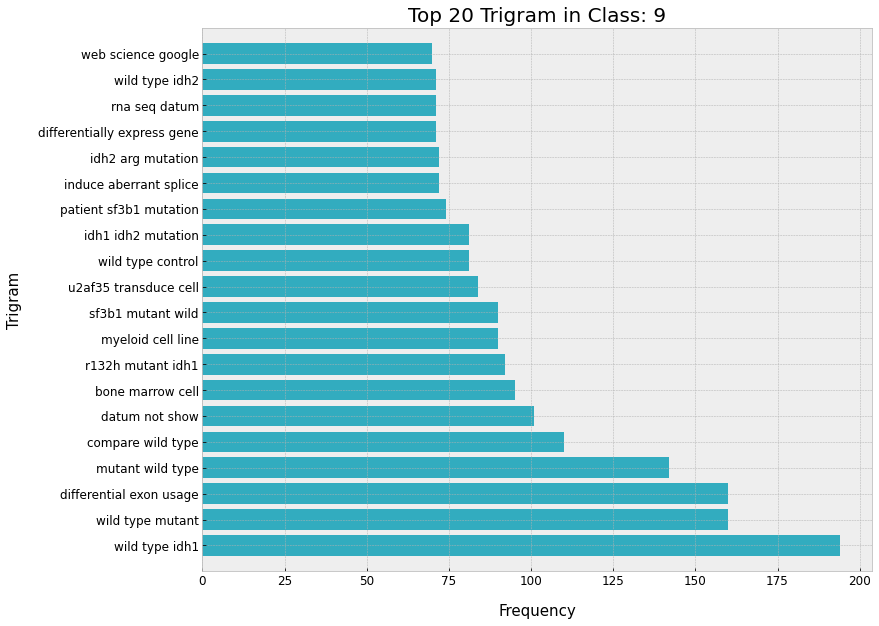 Top 20 Trigram in Class: 9
Trigram
web science google
wild type idh2
rna seq datum
differentially express gene
idh2 arg mutation
induce aberrant splice
patient sf3b1 mutation
idh1 idh2 mutation
wild type control
u2af35 transduce cell
sf3b1 mutant wild
myeloid cell line
r132h mutant idh1
bone marrow cell
datum not show
compare wild type
mutant wild type
differential exon usage
wild type mutant
wild type idh1
0 25 50 75 100 125 150 175 200
Frequency